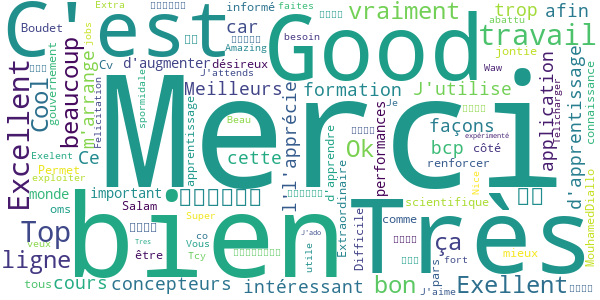 C'est
Good
vraiment
trop
afin
Extra
informé
car
faites
Boudet
jobs
abattu
travail
Amazing
besoin
jontie
gouvernement
Cool
beaucoup
m'arrange
Cv
d'augmenter
désireux
J'attends
Waw
Excellent
Felicitation
Meilleurs
formation
J'utilise
Merci
spormidale
apprentissage
l'apprécie
application
Telecharger
d'apprentissage
connaissance
Exelent
Ce
cette
Beau
d'apprendre
Ok
performances
Je
bcp
façons
côté
expérimenté
renforcer
Permet
exploiter
monde
important
Extraordinaire
Nice
scientifique
MouhamedDiallo
Top
oms
Salam
Super
bien
Très
J'ado
Difficile
comme
ça
mieux
ligne
veux
Tres
être
co
Vous
Tcy
utile
pars
fort
tous
cours
concepteurs
intéressant
bon
J'aime
Exellent